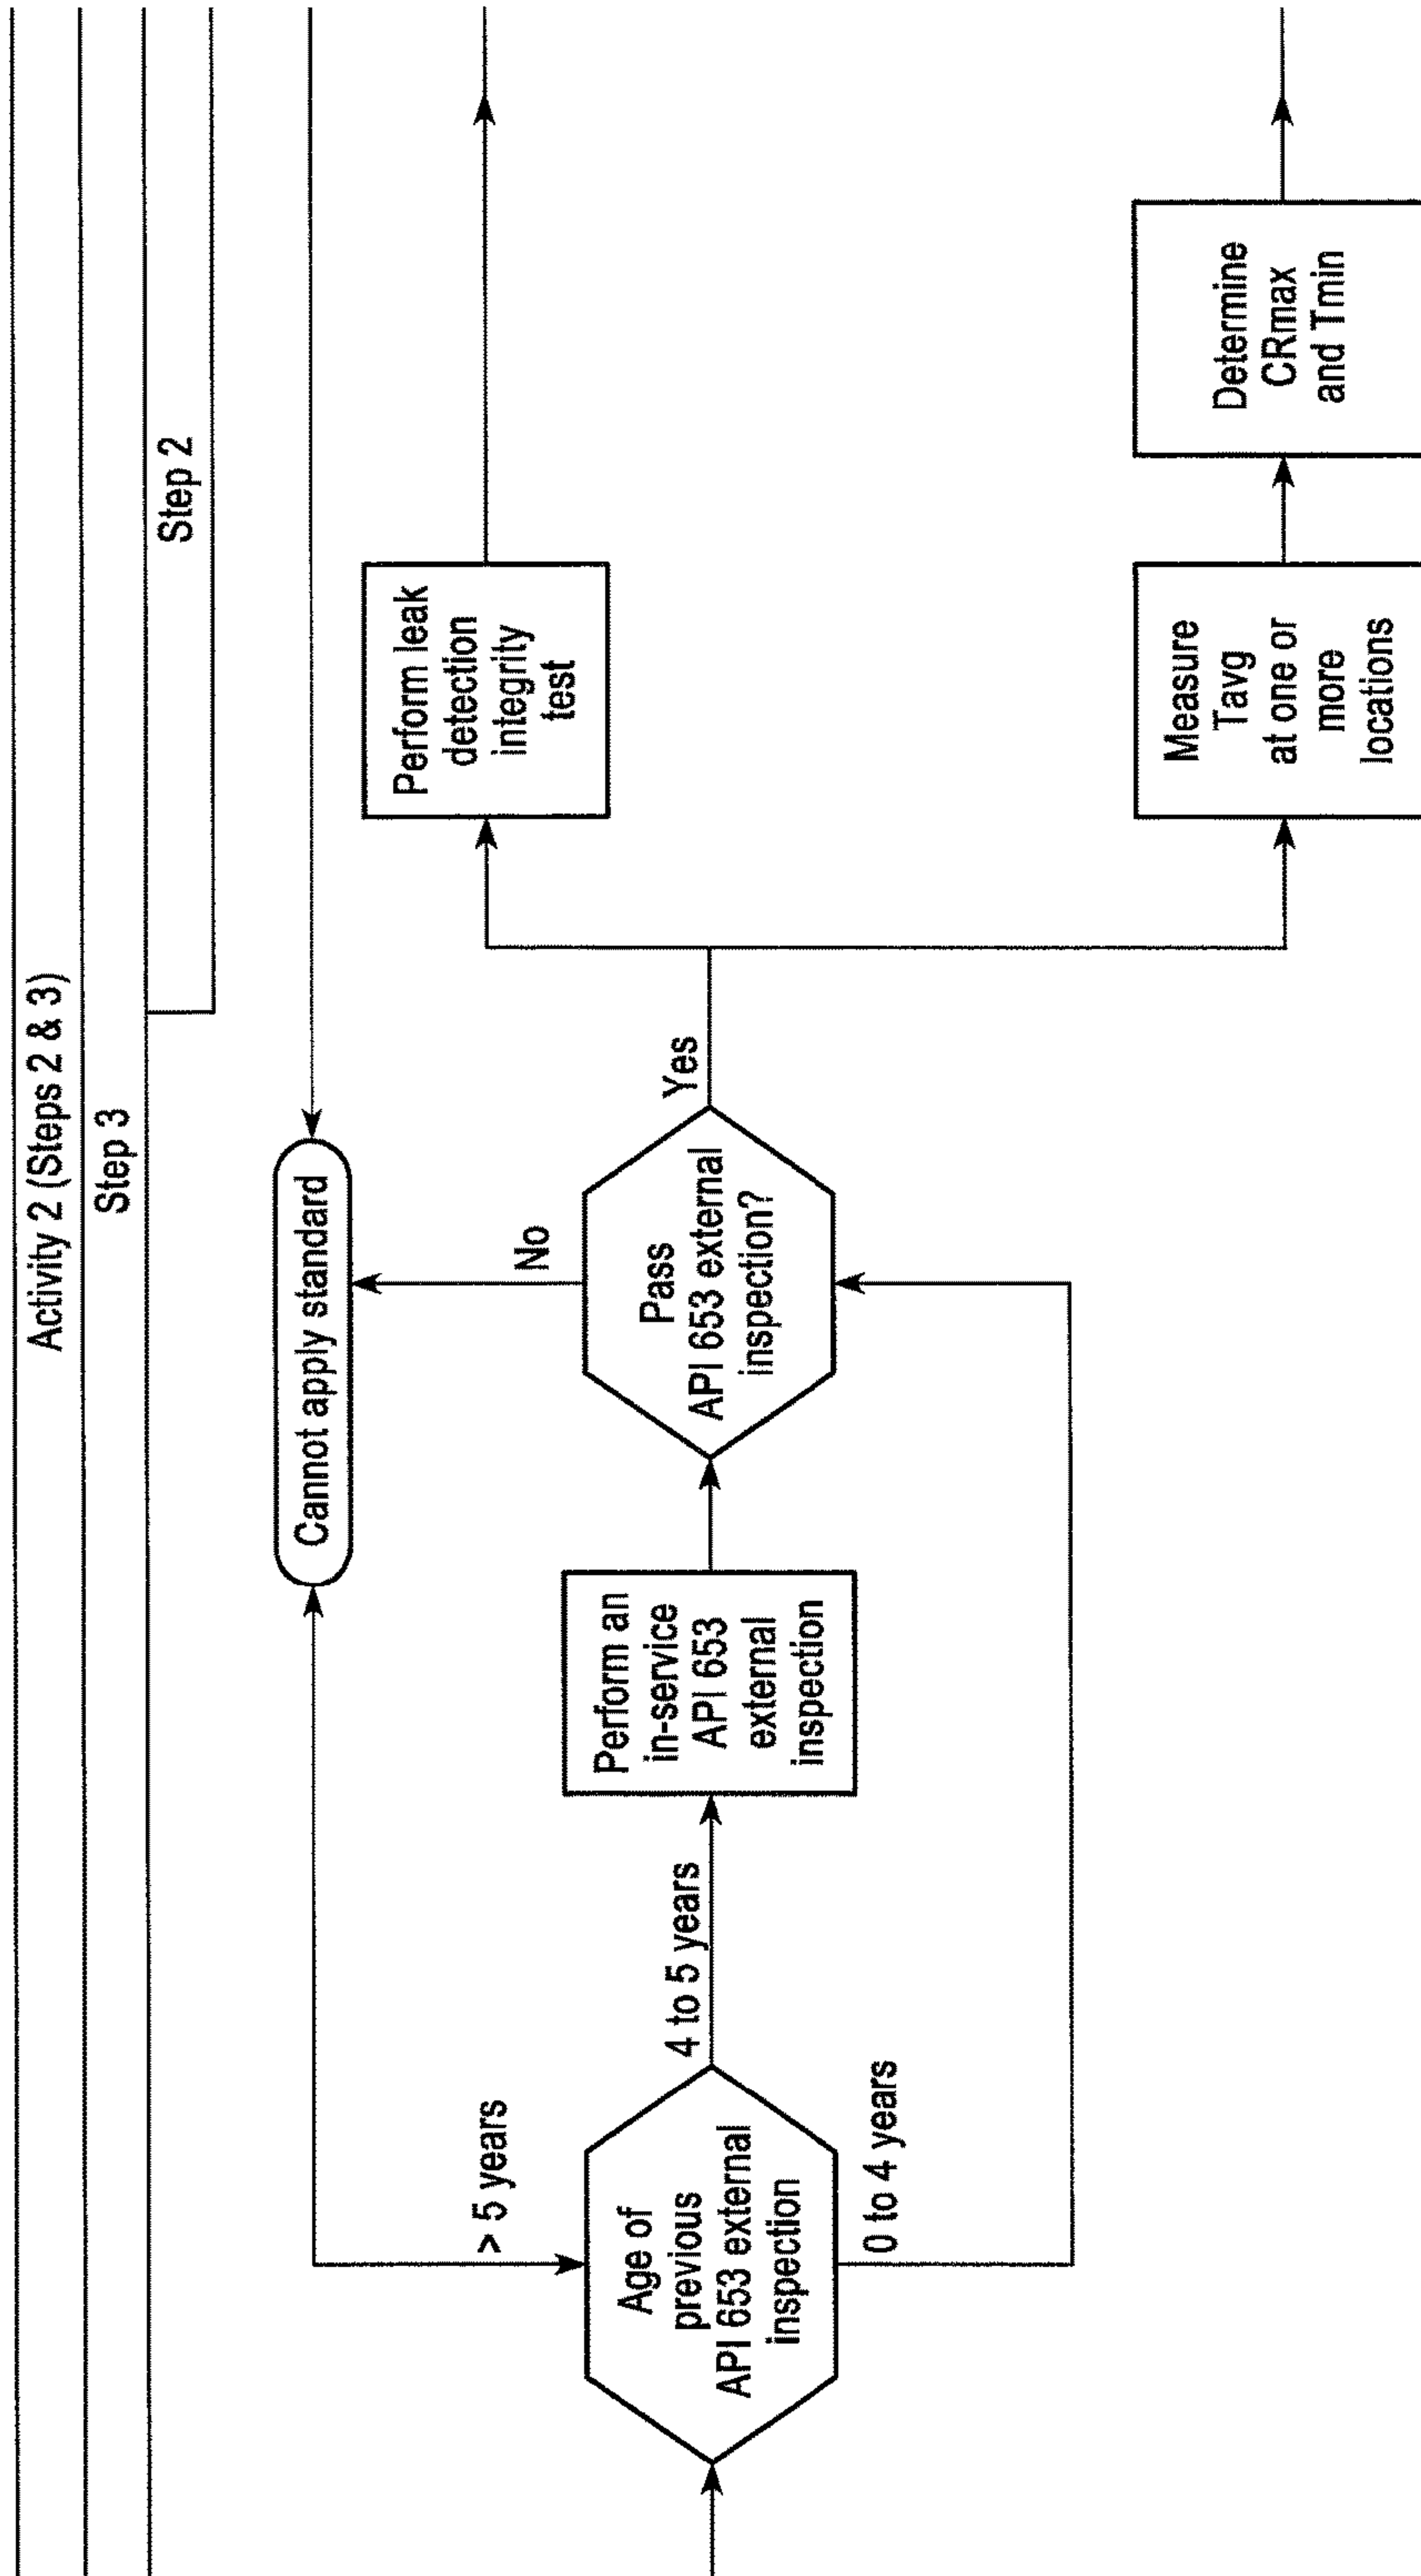 Activity 2 (Steps 2 & 3)
Step 3
Step 2
Cannot apply standard
> 5 years
Age of
previous
API 653 external
inspection
4 to 5 years
0 to 4 years
Perform an
in-service
API 653
external
inspection
No
Pass
API 653 external
inspection?
Yes
Perform leak
detection
integrity
test
Measure
Tavg
at one or
more
locations
Determine
CRmax
and Tmin